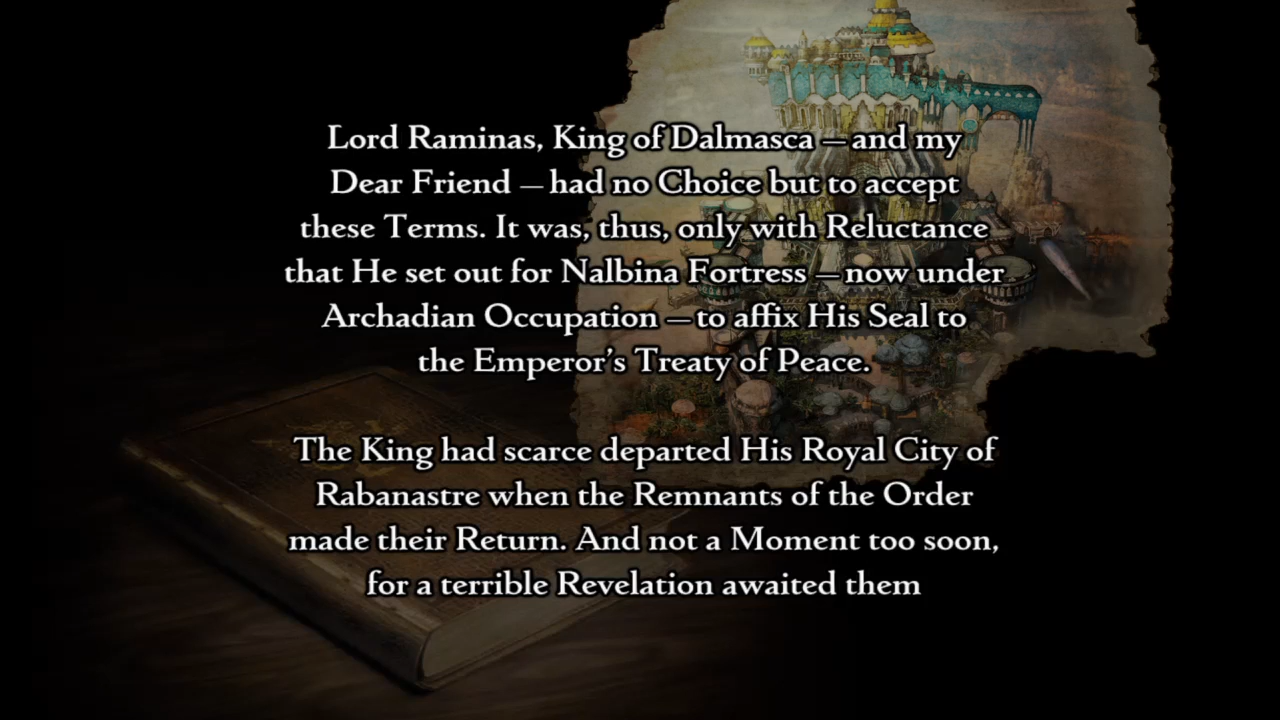 Lord Raminas, King of Dalmasca — and my
Dear Friend — had no Choice but to accept
these Terms. It was, thus, only with Reluctance
that He set out for Nalbina Fortress — now under
Archadian Occupation — to affix His Seal to
the Emperor’s Treaty of Peace.
The King had scarce departed His Royal City of
Rabanastre when the Remnants of the Order
made their Return. And not a Moment too soon,
for a terrible Revelation awaited them